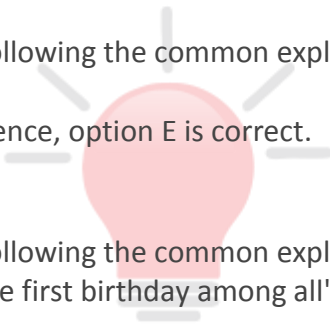 ollowing the common expl
ence, option E is correct.
ollowing the common expl
e first birthday among all'